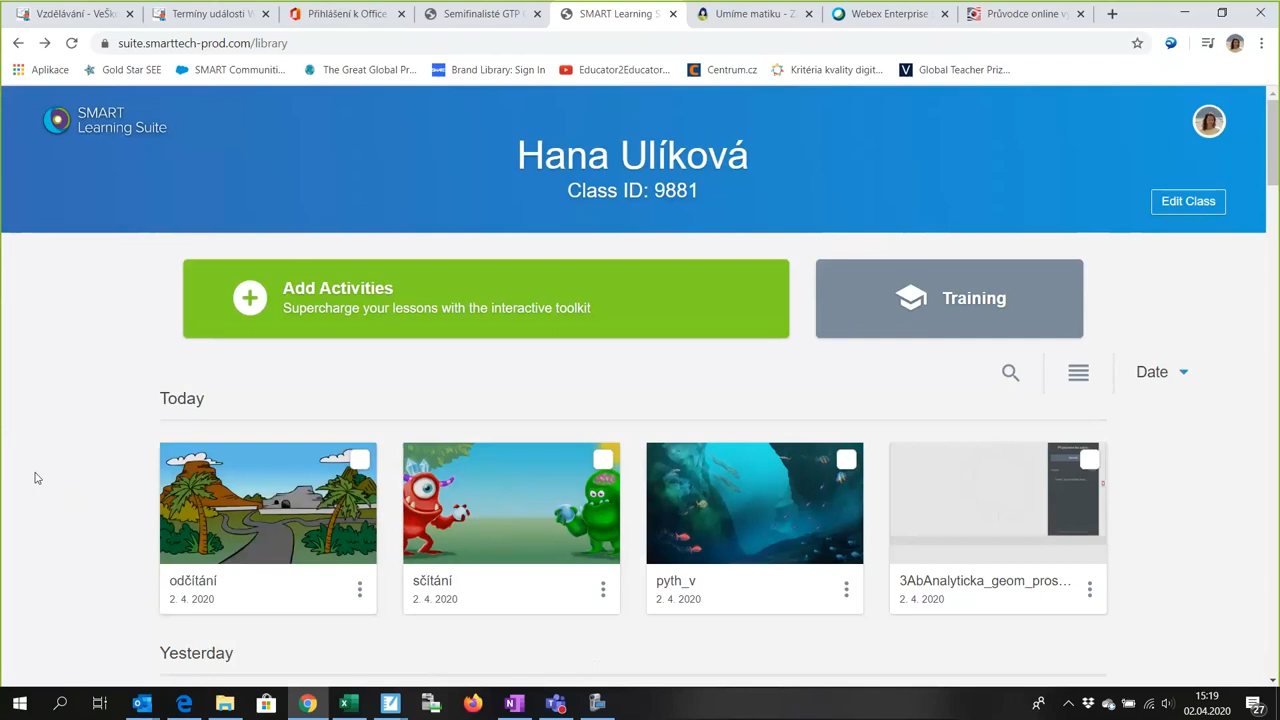 Vzdělávání - VeŠk
Termíny události W
Přihlášení k Office
Semifinalisté GTP C
SMART Learning S
Umíme matiku - Z
Webex Enterprise
Průvodce online v
suite.smarttech-prod.com/library
Aplikace
Gold Star SEE
SMART Communiti...
The Great Global Pr...
Brand Library: Sign In
Educator2Educator...
Centrum.cz
Kritéria kvality digit...
Global Teacher Priz...
SMART
Learning Suite
Hana Ulíková
Class ID: 9881
Edit Class
Add Activities
Supercharge your lessons with the interactive toolkit
Training
Date
Today
odčítání
2. 4. 2020
sčítání
2. 4. 2020
pyth_v
2. 4. 2020
3AbAnalyticka_geom_pros...
2. 4. 2020
Yesterday
15:19
02.04.2020
27